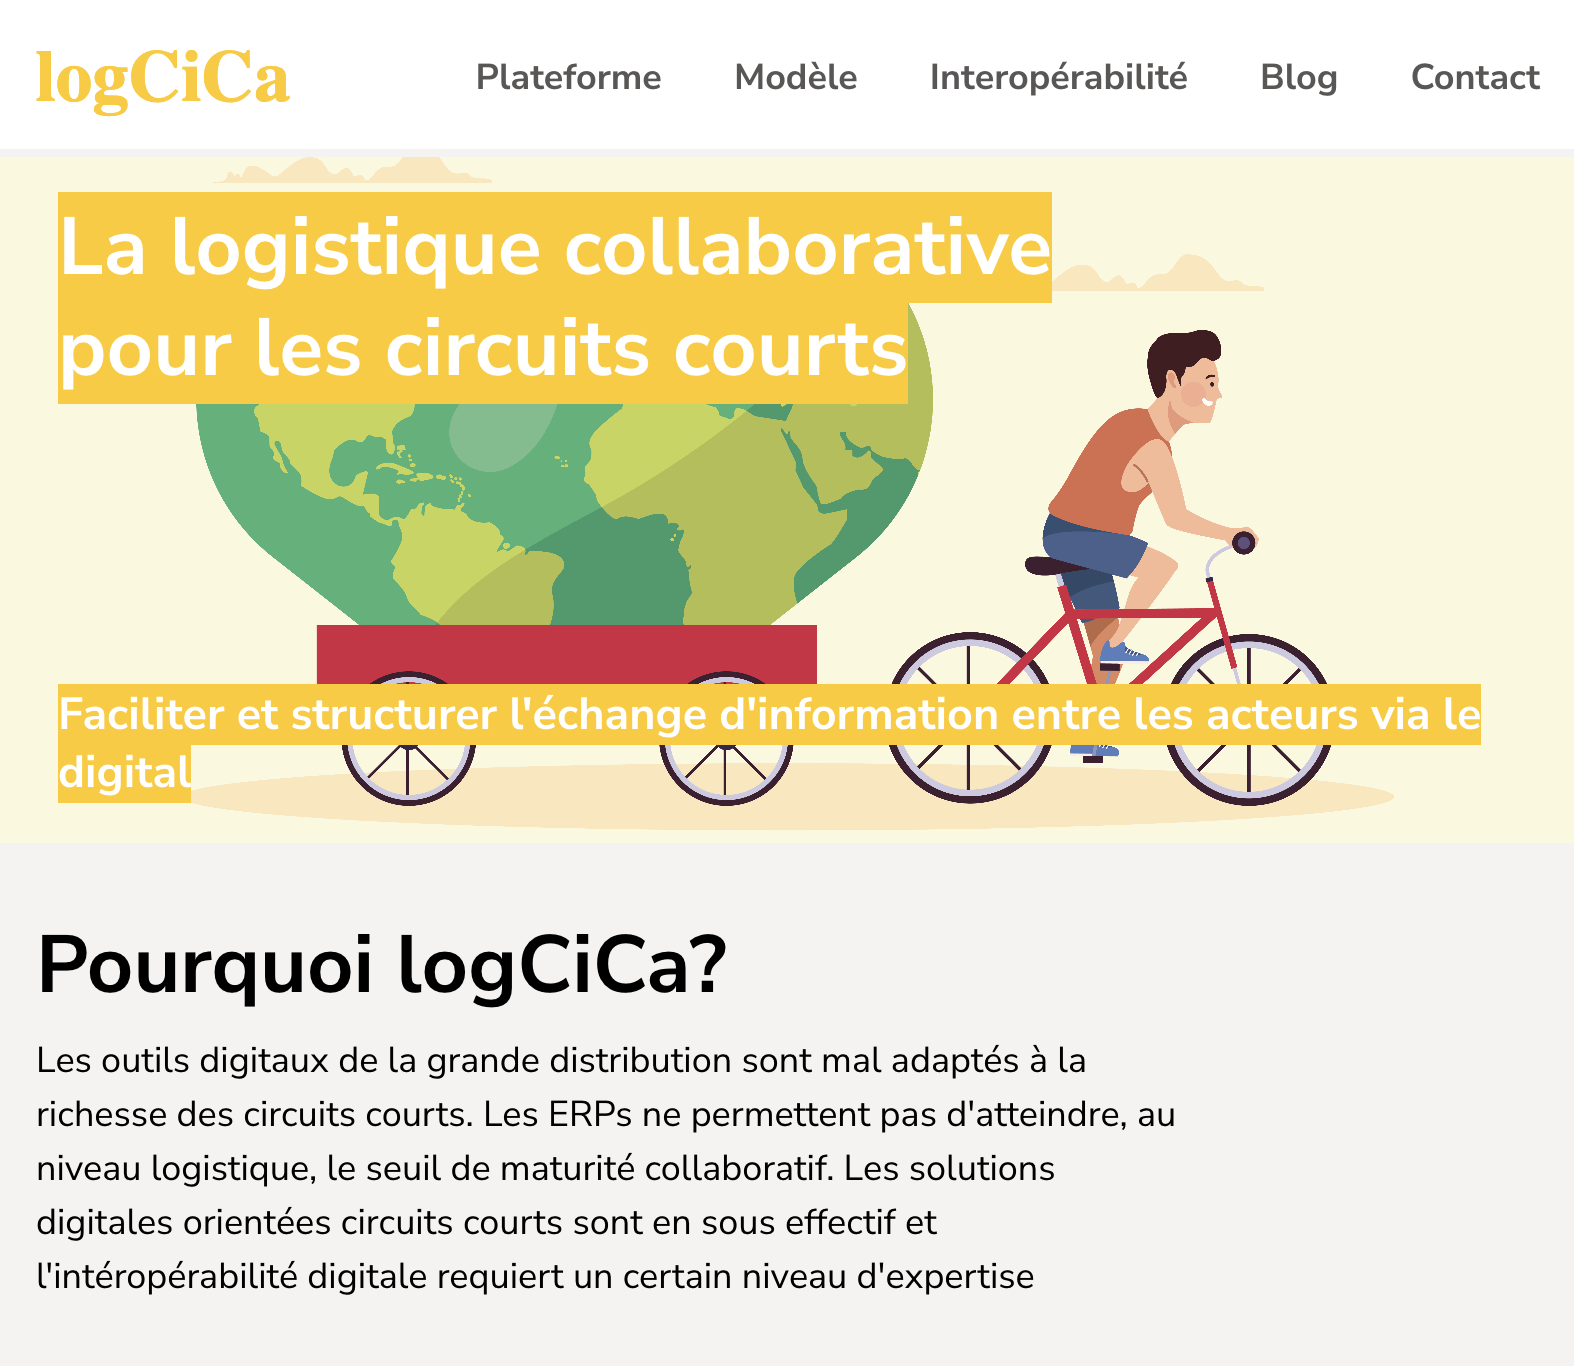 logCiCa
Plateforme Modèle Interopérabilité Blog Contact
La logistique collaborative
pour les circuits courts
Faciliter et structurer l'échange d'information entre les acteurs via le
digital
Pourquoi logCiCa?
Les outils digitaux de la grande distribution sont mal adaptés à la
richesse des circuits courts. Les ERPs ne permettent pas d'atteindre, au
niveau logistique, le seuil de maturité collaboratif. Les solutions
digitales orientées circuits courts sont en sous effectif et
l'intéropérabilité digitale requiert un certain niveau d'expertise